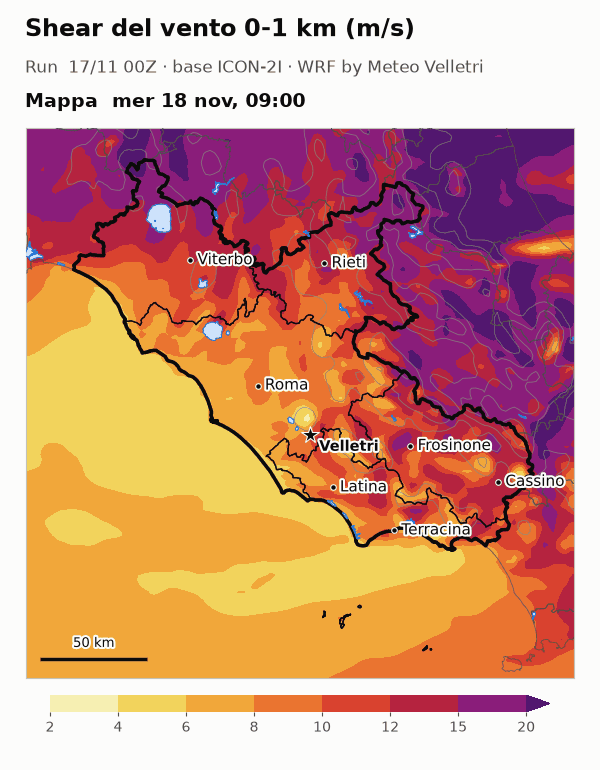 Shear del vento 0-1 km (m/s)
Run  17/11 00Z · base ICON-2I · WRF by Meteo Velletri
Mappa  mer 18 nov, 09:00
Viterbo
Rieti
Roma
Velletri
Frosinone
Latina
Cassino
Terracina
50 km
2 4 6 8 10 12 15 20